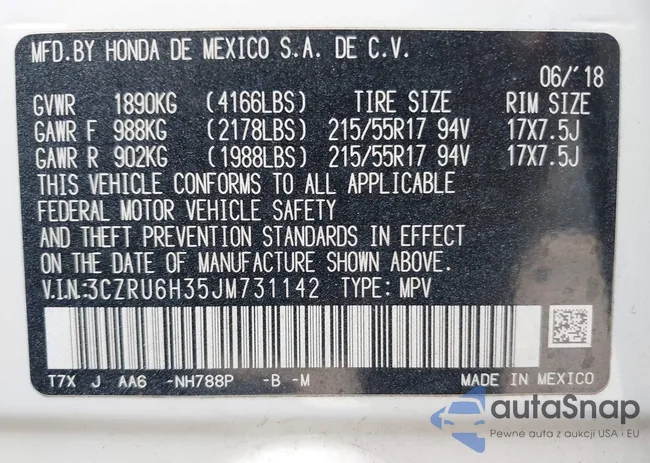 MFD.BY HONDA DE MEXICO S.A. DE C.V.
06/'18
GVWR 1890KG (4166LBS) TIRE SIZE RIM SIZE
GAWR F 988KG (2178LBS) 215/55R17 94V 17X7.5J
GAWR R 902KG (1988LBS) 215/55R17 94V 17X7.5J
THIS VEHICLE CONFORMS TO ALL APPLICABLE
FEDERAL MOTOR VEHICLE SAFETY
AND THEFT PREVENTION STANDARDS IN EFFECT
ON THE DATE OF MANUFACTURE SHOWN ABOVE.
V.I.N.:3CZRU6H35JM731142 TYPE: MPV
T7X J AA6 -NH788P -B -M MADE IN MEXICO
autaSnap
Pewne auta z aukcji USA i EU